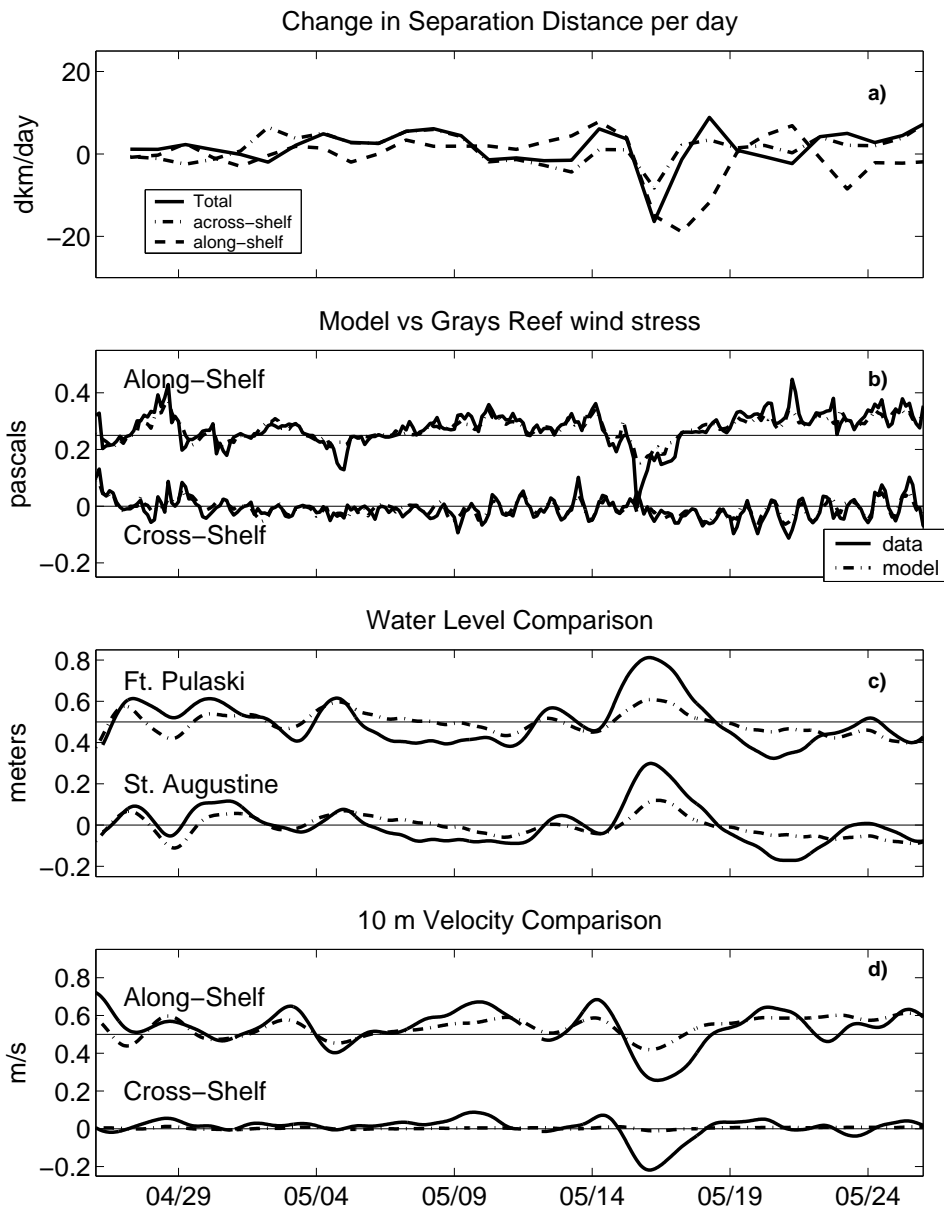 Change in Separation Distance per day
20
0
−20
dkm/day
a)
Total
across−shelf
along−shelf
Model vs Grays Reef wind stress
0.4
0.2
0
−0.2
pascals
Along−Shelf
b)
Cross−Shelf
data
model
Water Level Comparison
0.8
0.6
0.4
0.2
0
−0.2
meters
Ft. Pulaski
c)
St. Augustine
10 m Velocity Comparison
0.8
0.6
0.4
0.2
0
−0.2
m/s
Along−Shelf
d)
Cross−Shelf
04/29 05/04 05/09 05/14 05/19 05/24